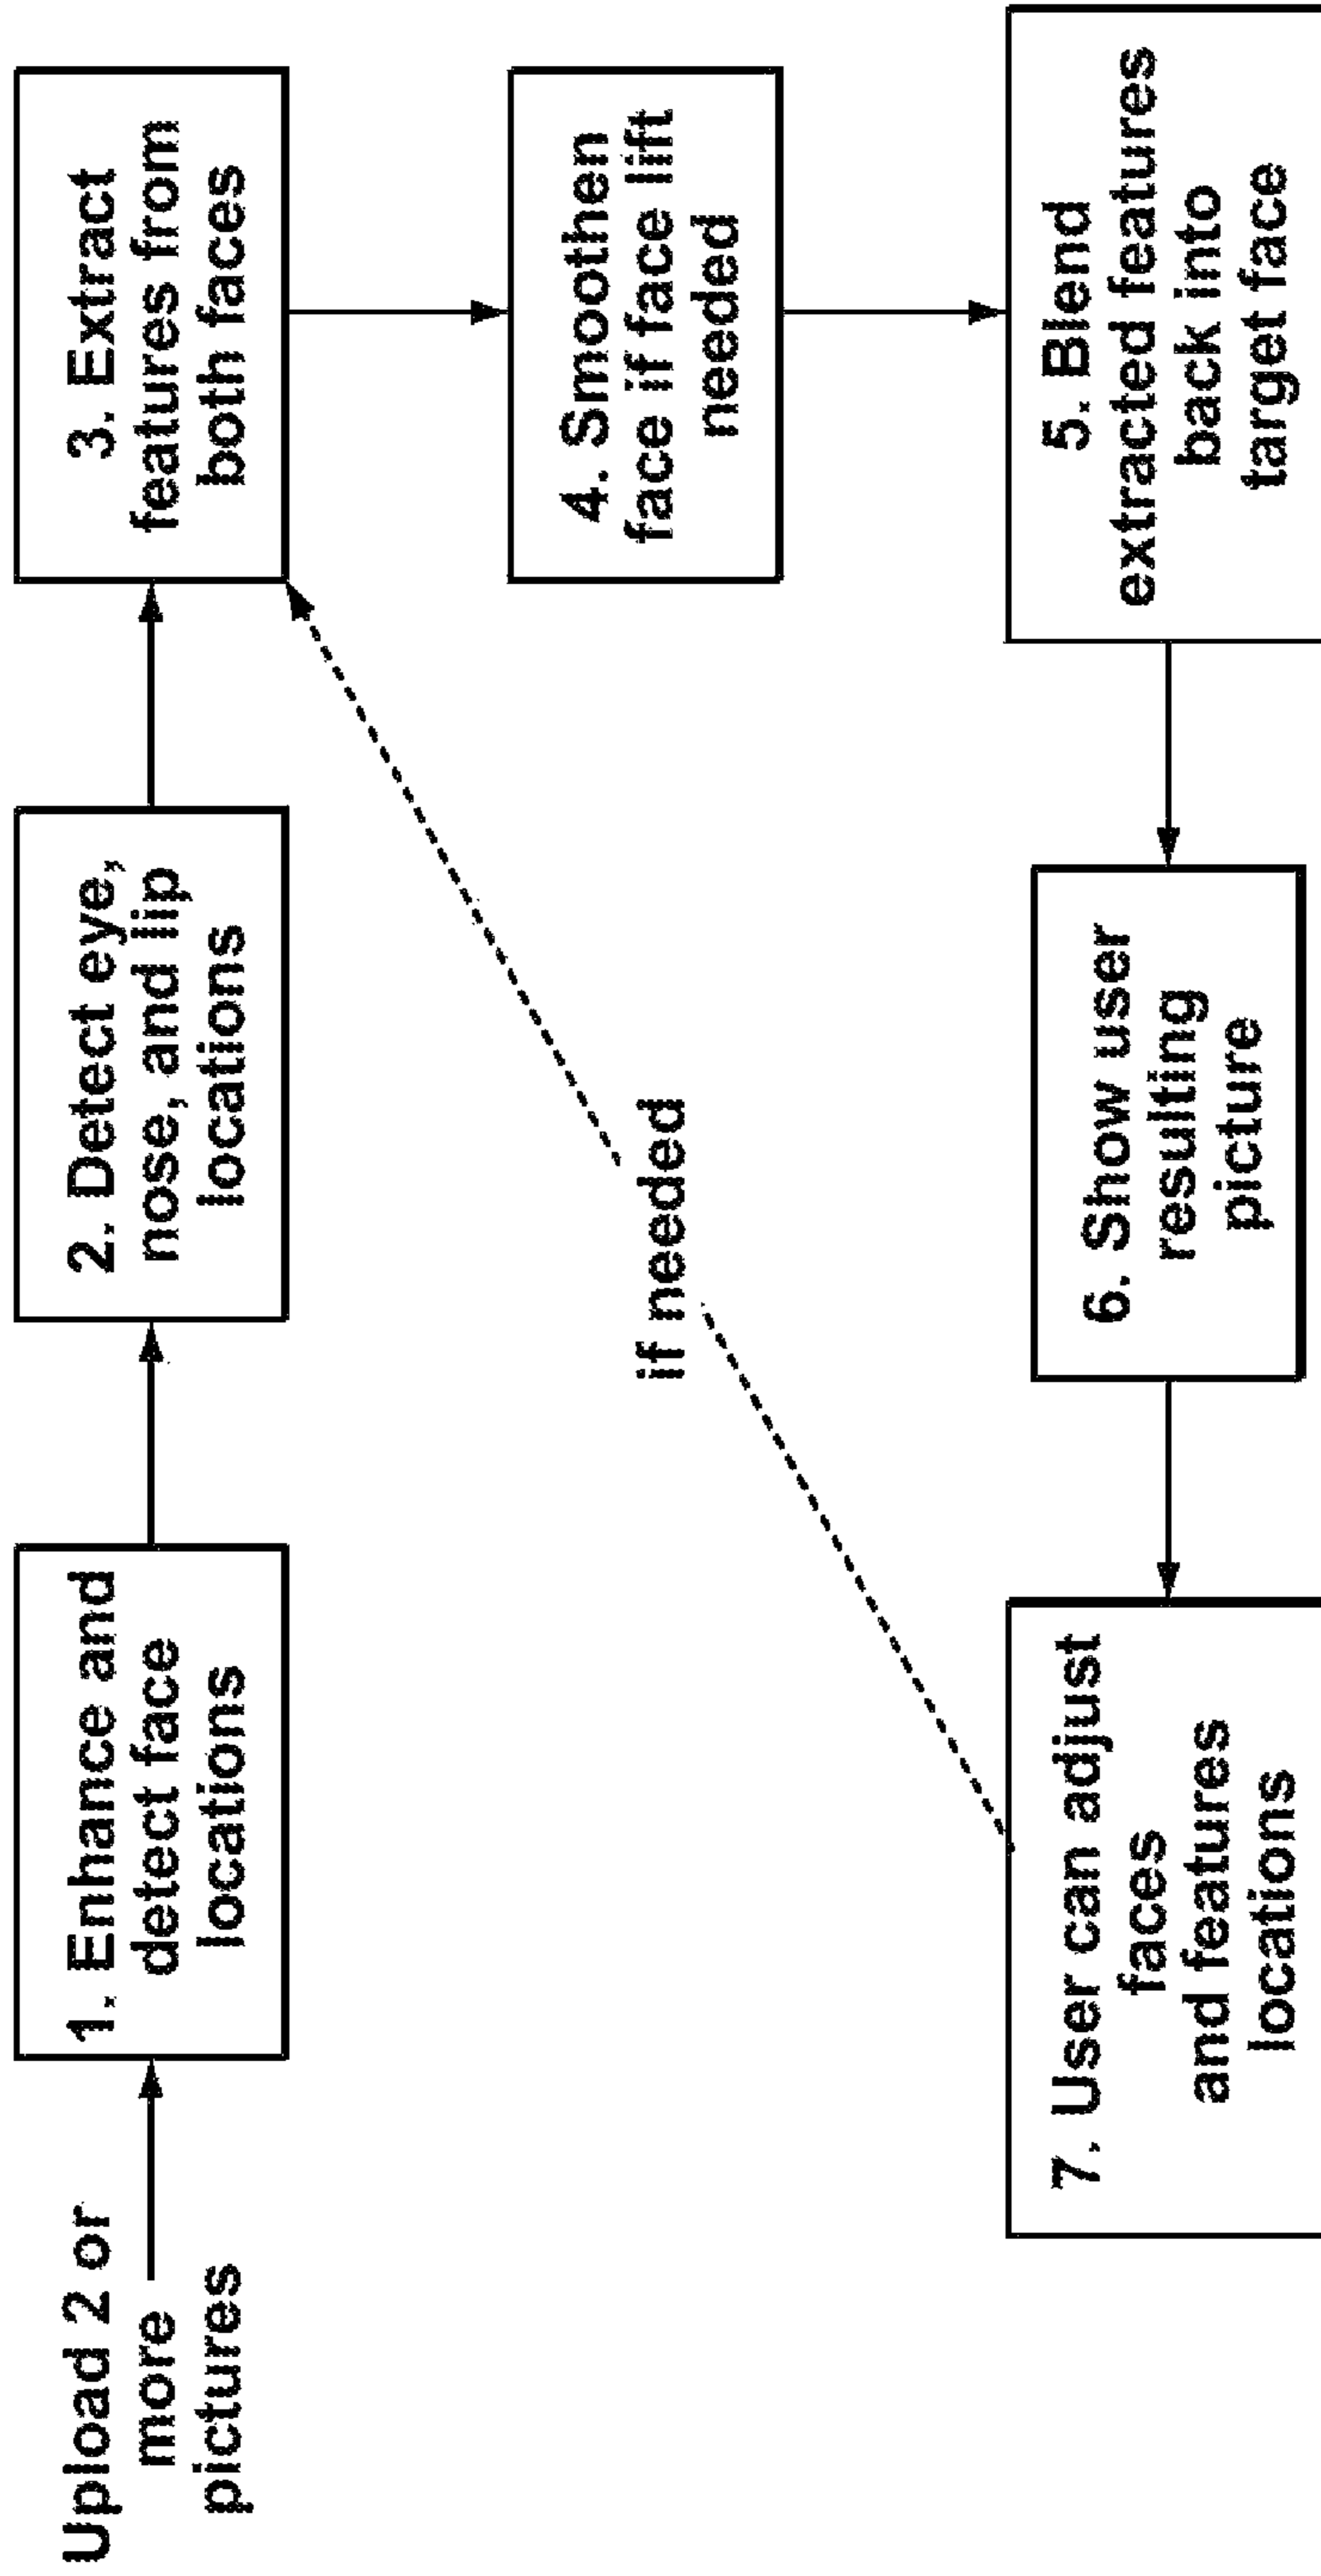 Upload 2 or
more
pictures
1. Enhance and
detect face
locations
2. Detect eye,
nose, and lip
locations
3. Extract
features from
both faces
4. Smoothen
face if face lift
needed
5. Blend
extracted features
back into
target face
6. Show user
resulting
picture
7. User can adjust
faces
and features
locations
if needed